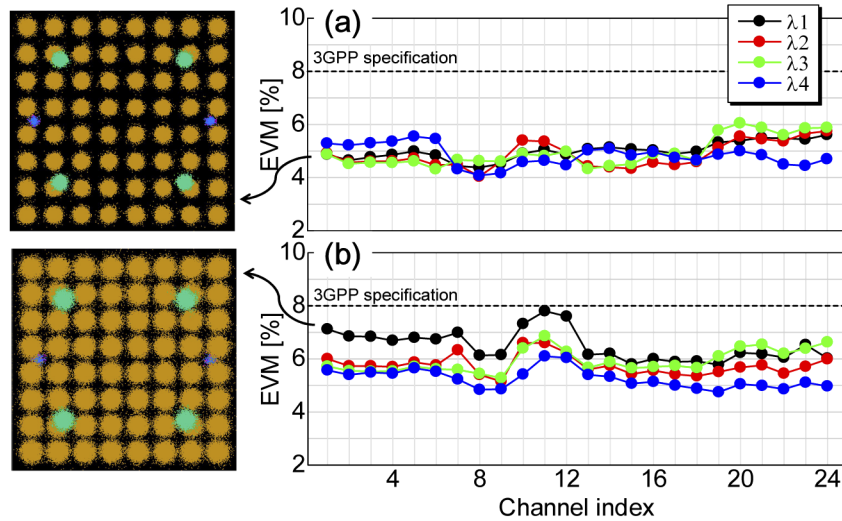 (a)
10
8
6
4
2
EVM [%]
3GPP specification
λ1
λ2
λ3
λ4
(b)
10
8
6
4
2
EVM [%]
3GPP specification
4 8 12 16 20 24
Channel index